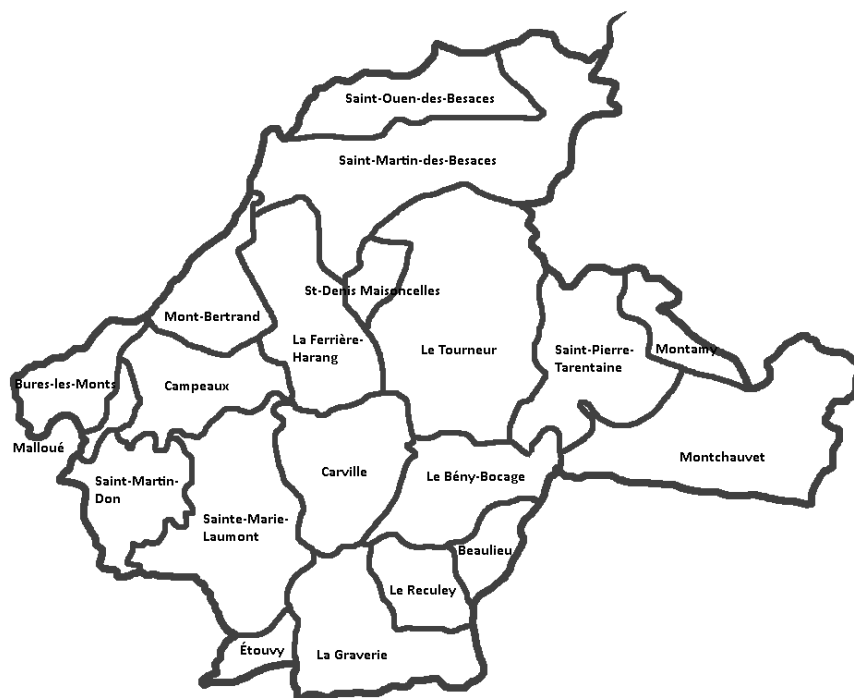 Saint-Ouen-des-Besaces
Saint-Martin-des-Besaces
St-Denis Maisoncelles
Mont-Bertrand
La Ferrière-
Harang
Le Tourneur
Saint-Pierre-
Tarentaine
Montamy
Bures-les-Monts
Campeaux
Malloué
Saint-Martin-
Don
Carville
Le Bény-Bocage
Montchauvet
Sainte-Marie-
Laumont
Beaulieu
Le Reculey
Étouvy
La Graverie